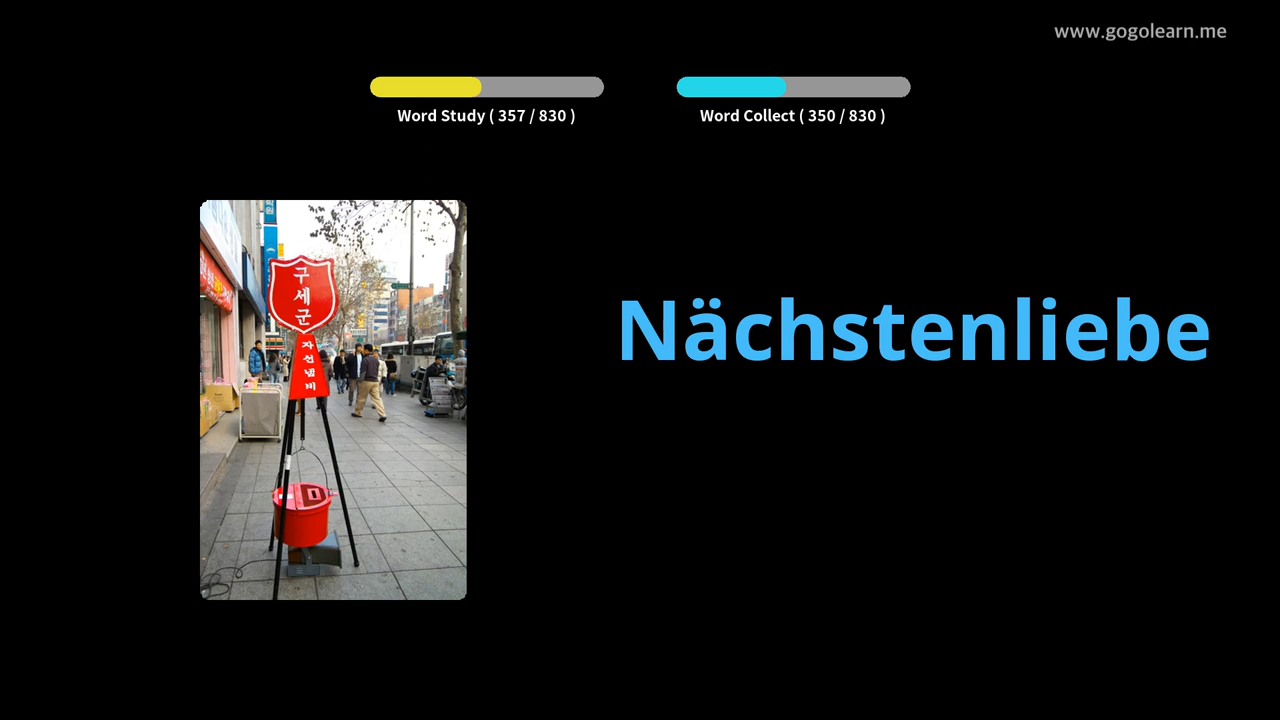 www.gogolearn.me
Word Study ( 357 / 830 )
Word Collect ( 350 / 830 )
Nächstenliebe
구
세
군
자
선
냄
비